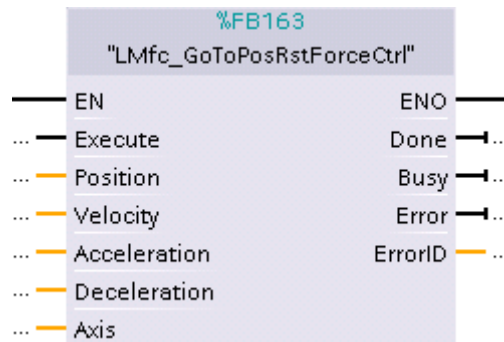 %FB163
"LMfc_GoToPosRstForceCtrl"
EN ENO
... Execute Done ...
... Position Busy ...
... Velocity Error ...
... Acceleration ErrorID ...
... Deceleration
... Axis